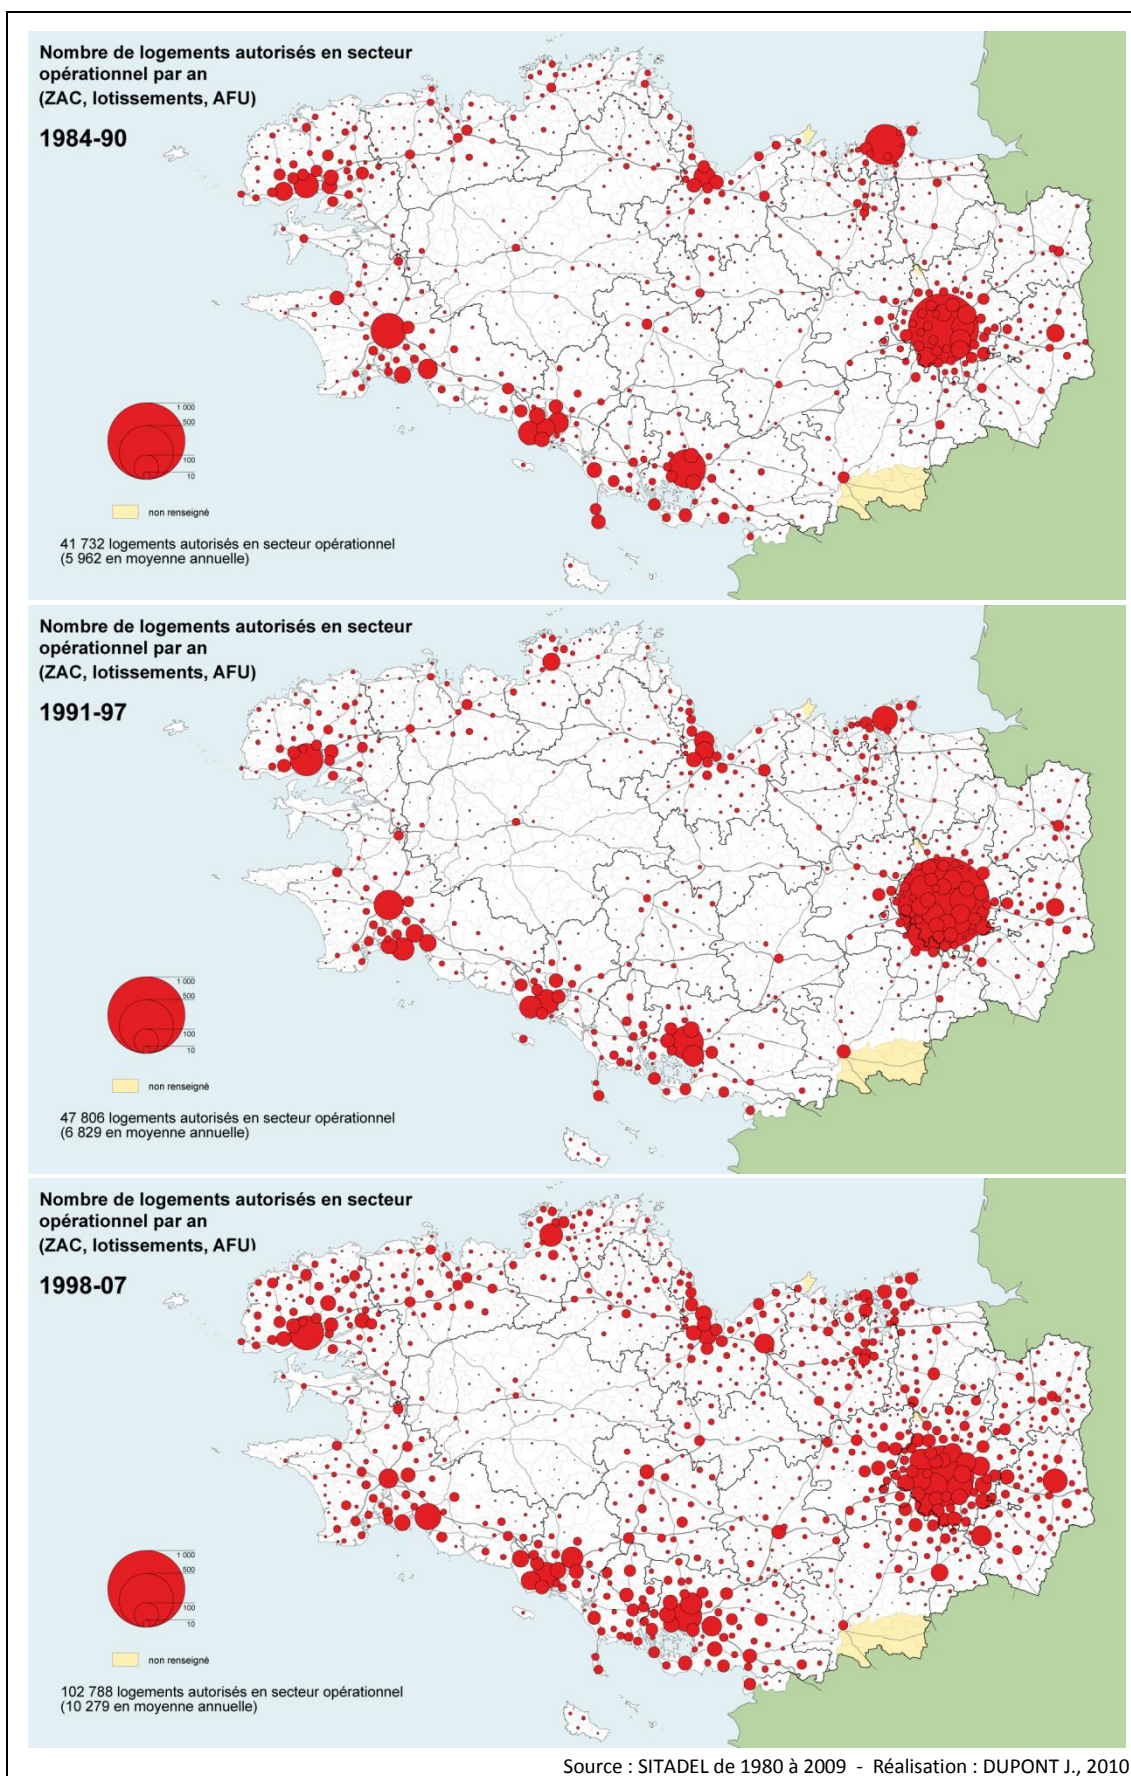 Nombre de logements autorisés en secteur
opérationnel par an
(ZAC, lotissements, AFU)
1984-90
1 000
500
100
10
non renseigné
41 732 logements autorisés en secteur opérationnel
(5 962 en moyenne annuelle)
Nombre de logements autorisés en secteur
opérationnel par an
(ZAC, lotissements, AFU)
1991-97
1 000
500
100
10
non renseigné
47 806 logements autorisés en secteur opérationnel
(6 829 en moyenne annuelle)
Nombre de logements autorisés en secteur
opérationnel par an
(ZAC, lotissements, AFU)
1998-07
1 000
500
100
10
non renseigné
102 788 logements autorisés en secteur opérationnel
(10 279 en moyenne annuelle)
Source : SITADEL de 1980 à 2009 - Réalisation : DUPONT J., 2010